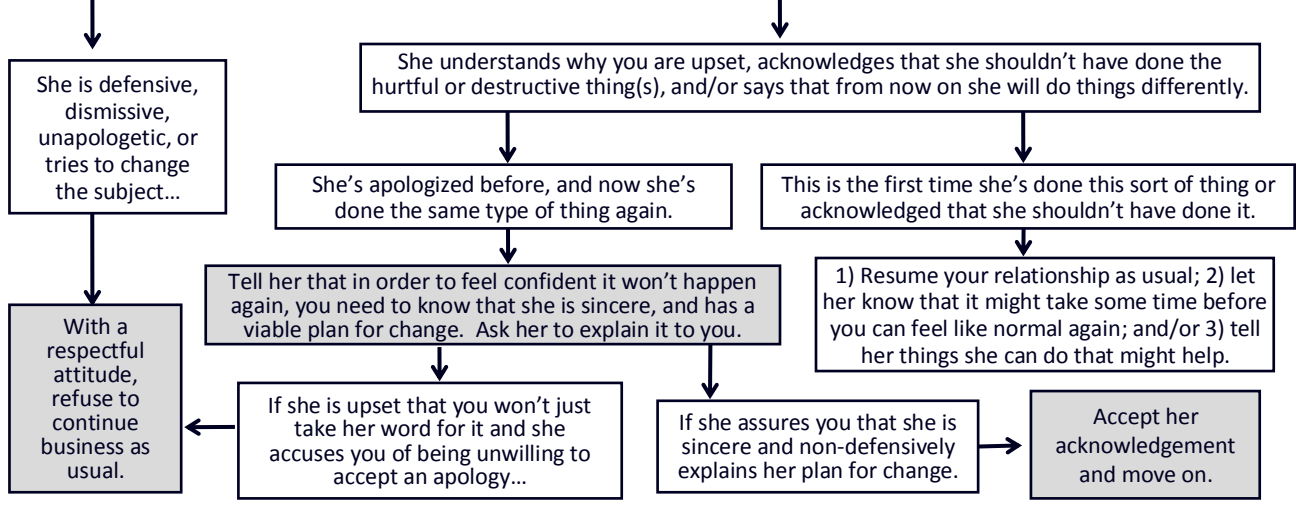 She is defensive,
dismissive,
unapologetic, or
tries to change
the subject…
She understands why you are upset, acknowledges that she shouldn’t have done the
hurtful or destructive thing(s), and/or says that from now on she will do things differently.
She’s apologized before, and now she’s
done the same type of thing again.
This is the first time she’s done this sort of thing or
acknowledged that she shouldn’t have done it.
Tell her that in order to feel confident it won’t happen
again, you need to know that she is sincere, and has a
viable plan for change.  Ask her to explain it to you.
1) Resume your relationship as usual; 2) let
her know that it might take some time before
you can feel like normal again; and/or 3) tell
her things she can do that might help.
With a
respectful
attitude,
refuse to
continue
business as
usual.
If she is upset that you won’t just
take her word for it and she
accuses you of being unwilling to
accept an apology…
If she assures you that she is
sincere and non-defensively
explains her plan for change.
Accept her
acknowledgement
and move on.